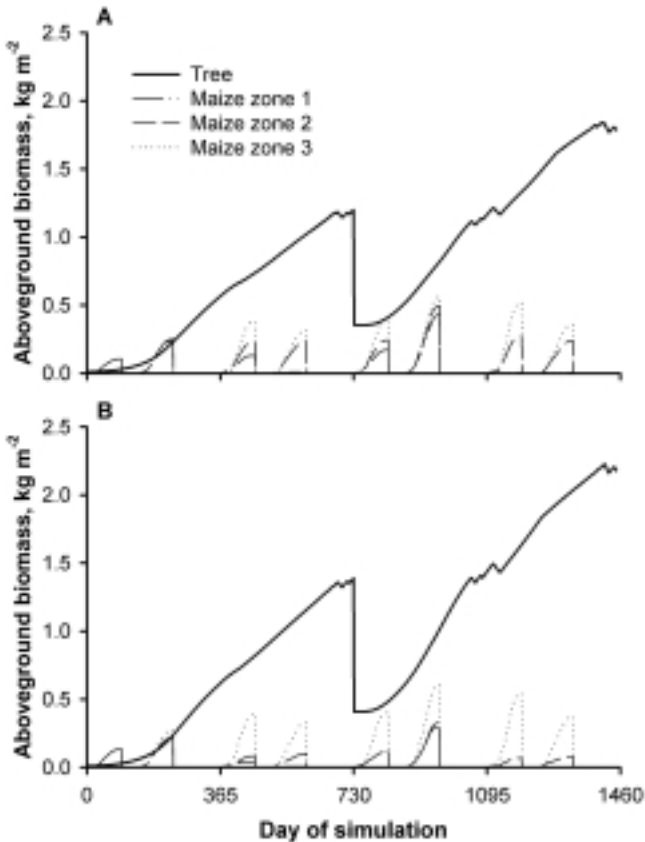 A
Aboveground biomass, kg m⁻²
2.5
2.0
1.5
1.0
0.5
0.0
Tree
Maize zone 1
Maize zone 2
Maize zone 3
B
Aboveground biomass, kg m⁻²
2.5
2.0
1.5
1.0
0.5
0.0
0 365 730 1095 1460
Day of simulation